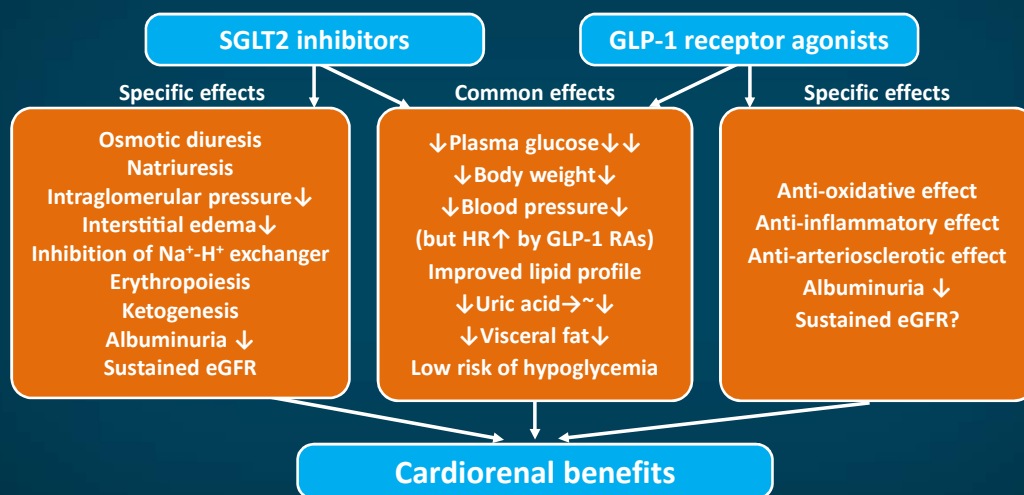 SGLT2 inhibitors
GLP-1 receptor agonists
Specific effects
Common effects
Specific effects
Osmotic diuresis
Natriuresis
Intraglomerular pressure↓
Interstitial edema↓
Inhibition of Na⁺-H⁺ exchanger
Erythropoiesis
Ketogenesis
Albuminuria ↓
Sustained eGFR
↓Plasma glucose↓↓
↓Body weight↓
↓Blood pressure↓
(but HR↑ by GLP-1 RAs)
Improved lipid profile
↓Uric acid→~↓
↓Visceral fat↓
Low risk of hypoglycemia
Anti-oxidative effect
Anti-inflammatory effect
Anti-arteriosclerotic effect
Albuminuria ↓
Sustained eGFR?
Cardiorenal benefits